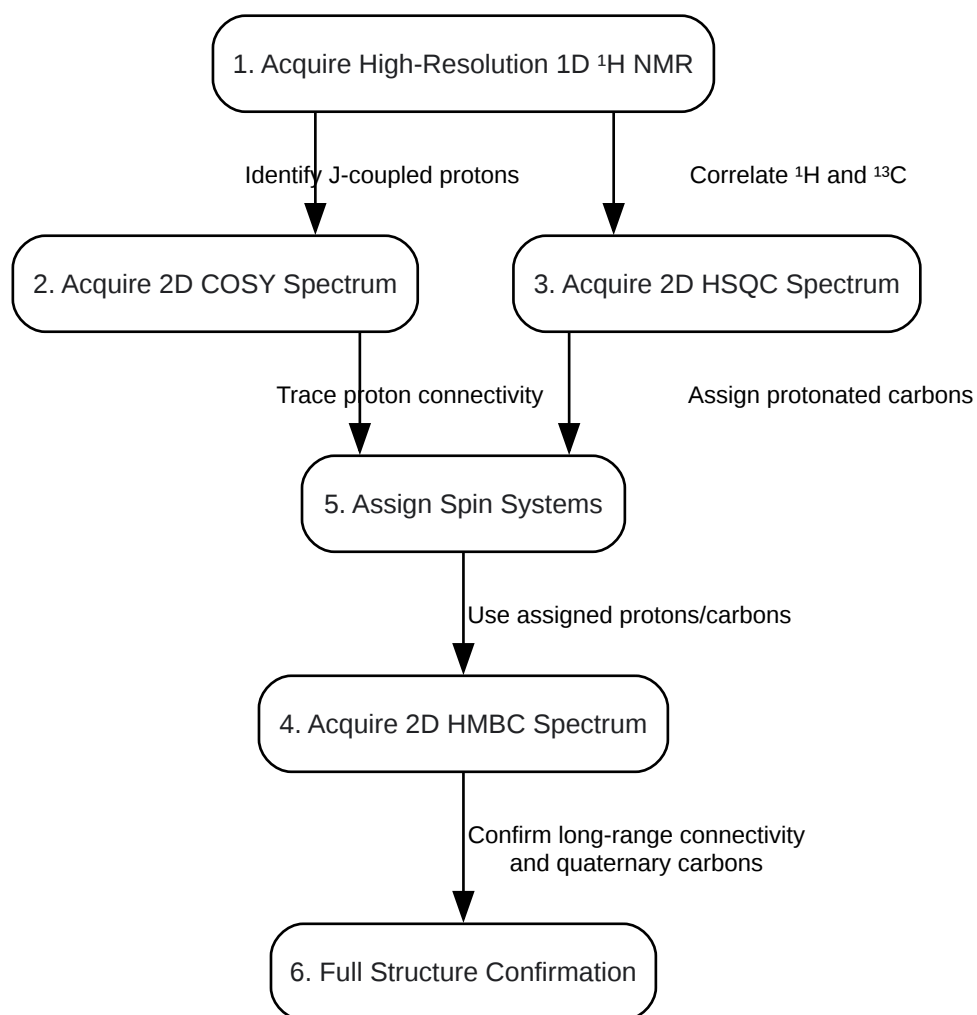 1. Acquire High-Resolution 1D ¹H NMR
Identify J-coupled protons
Correlate ¹H and ¹³C
2. Acquire 2D COSY Spectrum
3. Acquire 2D HSQC Spectrum
Trace proton connectivity
Assign protonated carbons
5. Assign Spin Systems
Use assigned protons/carbons
4. Acquire 2D HMBC Spectrum
Confirm long-range connectivity
and quaternary carbons
6. Full Structure Confirmation